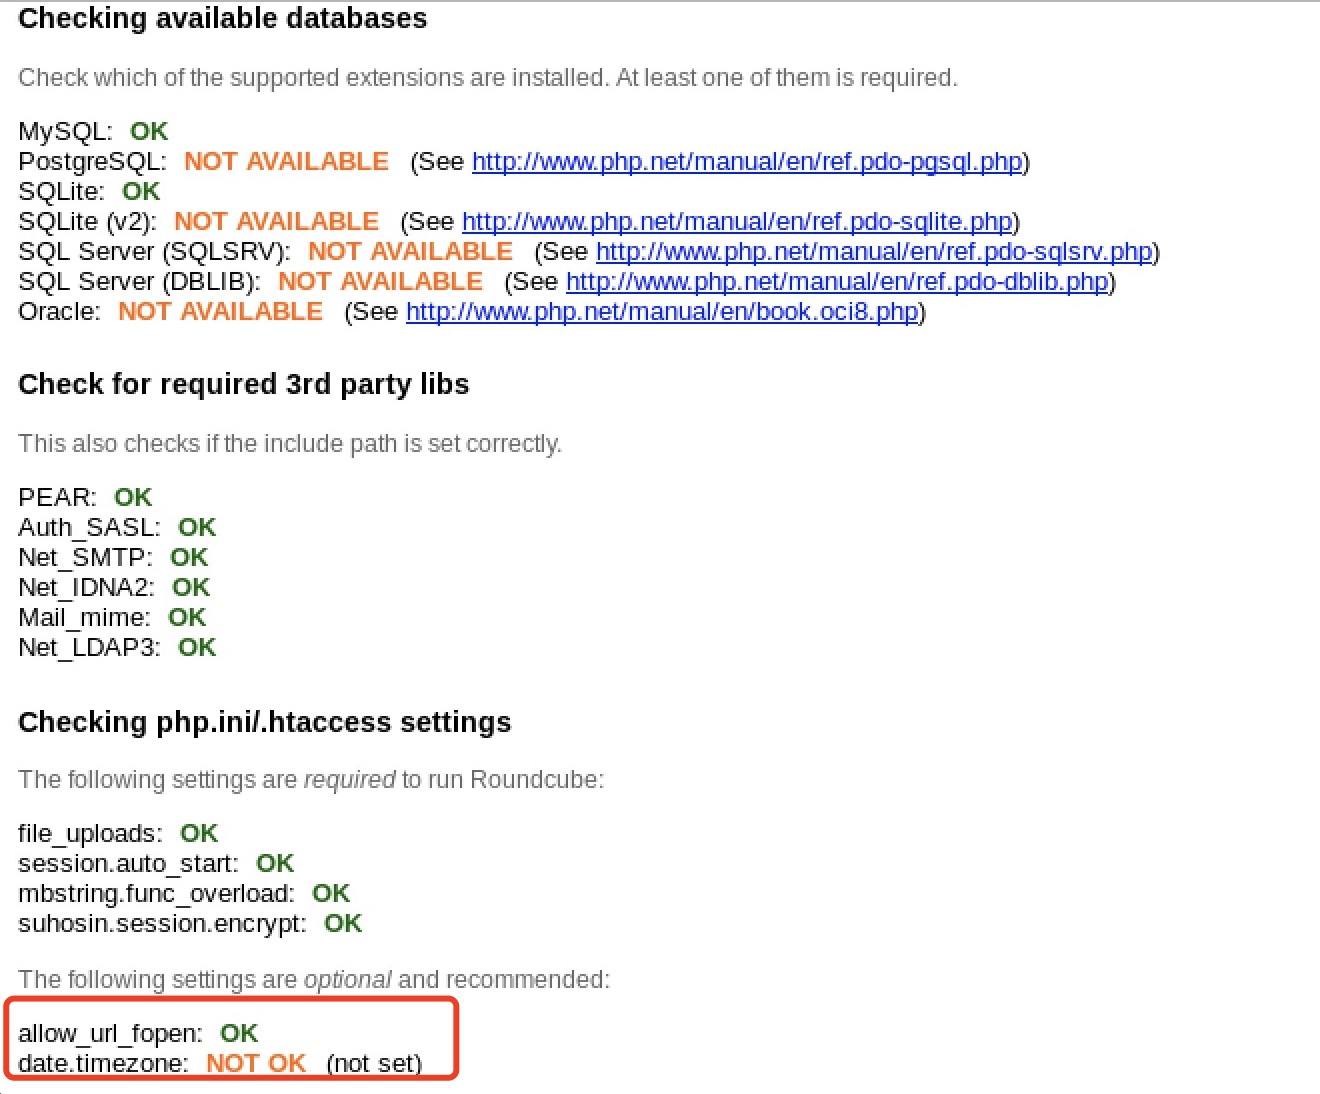 Checking available databases
Check which of the supported extensions are installed. At least one of them is required.
MySQL: OK
PostgreSQL: NOT AVAILABLE (See http://www.php.net/manual/en/ref.pdo-pgsql.php)
SQLite: OK
SQLite (v2): NOT AVAILABLE (See http://www.php.net/manual/en/ref.pdo-sqlite.php)
SQL Server (SQLSRV): NOT AVAILABLE (See http://www.php.net/manual/en/ref.pdo-sqlsrv.php)
SQL Server (DBLIB): NOT AVAILABLE (See http://www.php.net/manual/en/ref.pdo-dblib.php)
Oracle: NOT AVAILABLE (See http://www.php.net/manual/en/book.oci8.php)
Check for required 3rd party libs
This also checks if the include path is set correctly.
PEAR: OK
Auth_SASL: OK
Net_SMTP: OK
Net_IDNA2: OK
Mail_mime: OK
Net_LDAP3: OK
Checking php.ini/.htaccess settings
The following settings are required to run Roundcube:
file_uploads: OK
session.auto_start: OK
mbstring.func_overload: OK
suhosin.session.encrypt: OK
The following settings are optional and recommended:
allow_url_fopen: OK
date.timezone: NOT OK (not set)